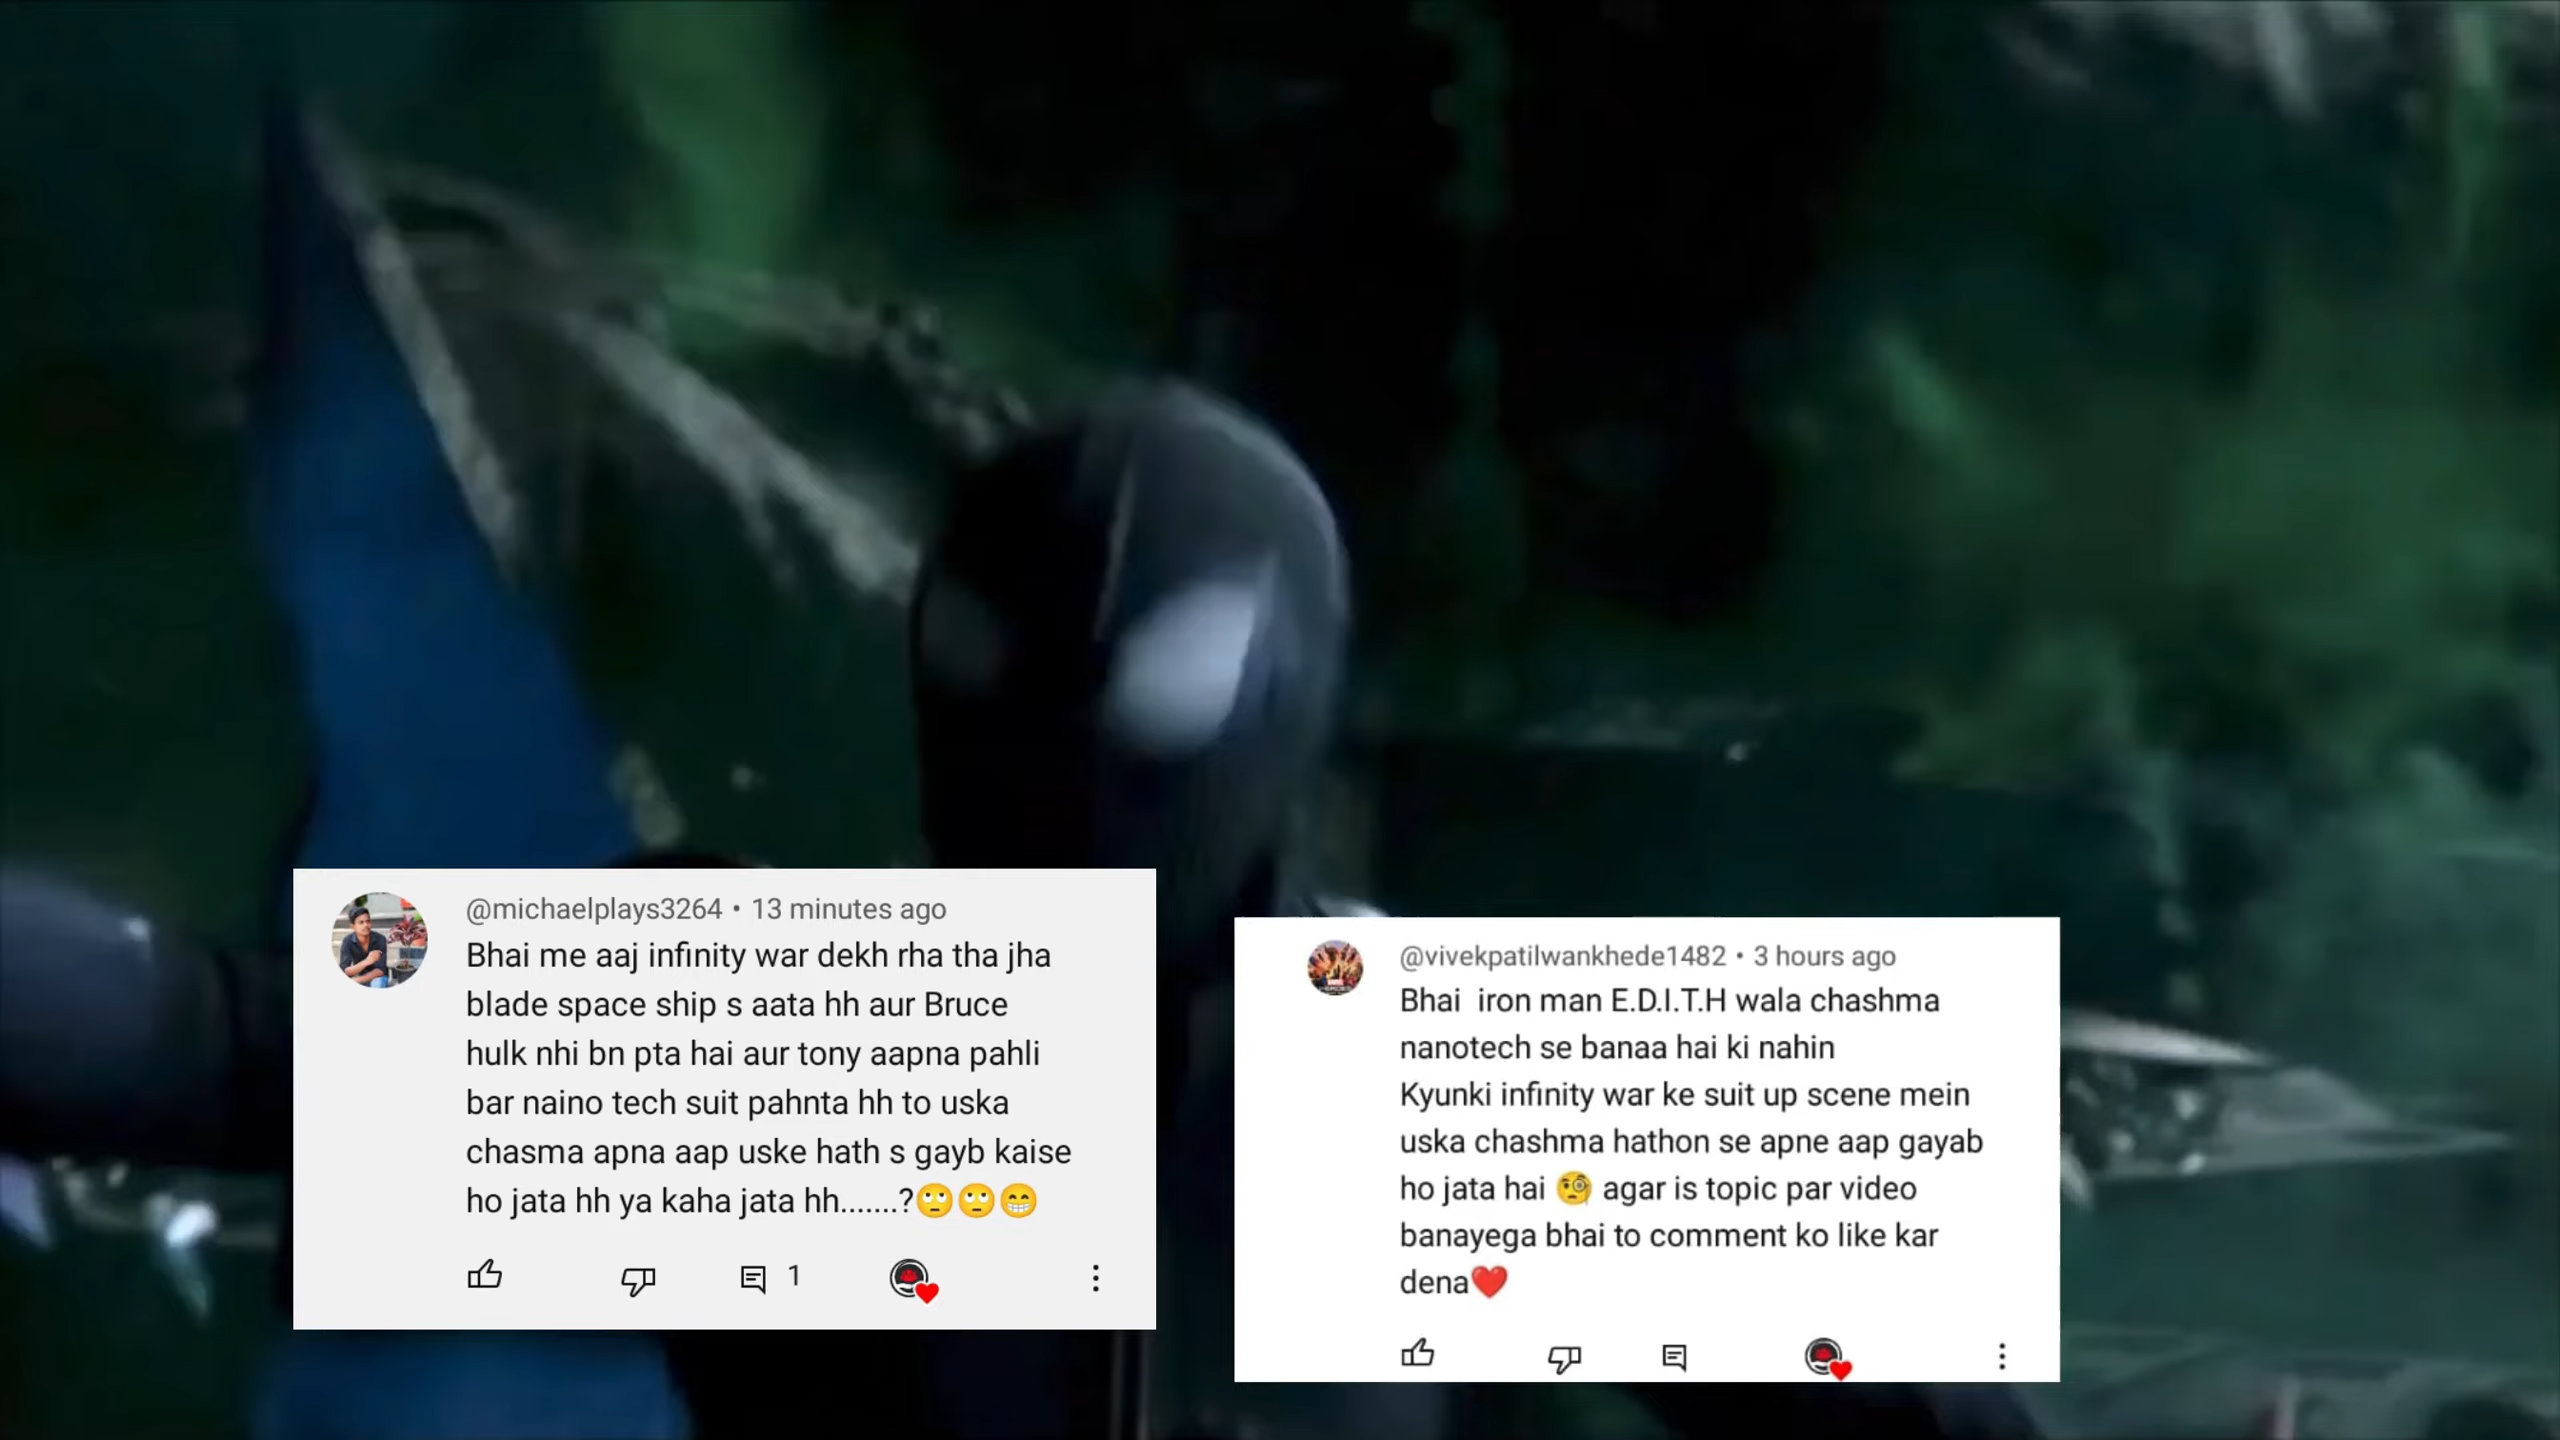 @michaelplays3264 • 13 minutes ago
Bhai me aaj infinity war dekh rha tha jha
blade space ship s aata hh aur Bruce
hulk nhi bn pta hai aur tony aapna pahli
bar naino tech suit pahnta hh to uska
chasma apna aap uske hath s gayb kaise
ho jata hh ya kaha jata hh.......?🙄🙄😁
1
@vivekpatilwankhede1482 • 3 hours ago
Bhai  iron man E.D.I.T.H wala chashma
nanotech se banaa hai ki nahin
Kyunki infinity war ke suit up scene mein
uska chashma hathon se apne aap gayab
ho jata hai 🧐 agar is topic par video
banayega bhai to comment ko like kar
dena❤️